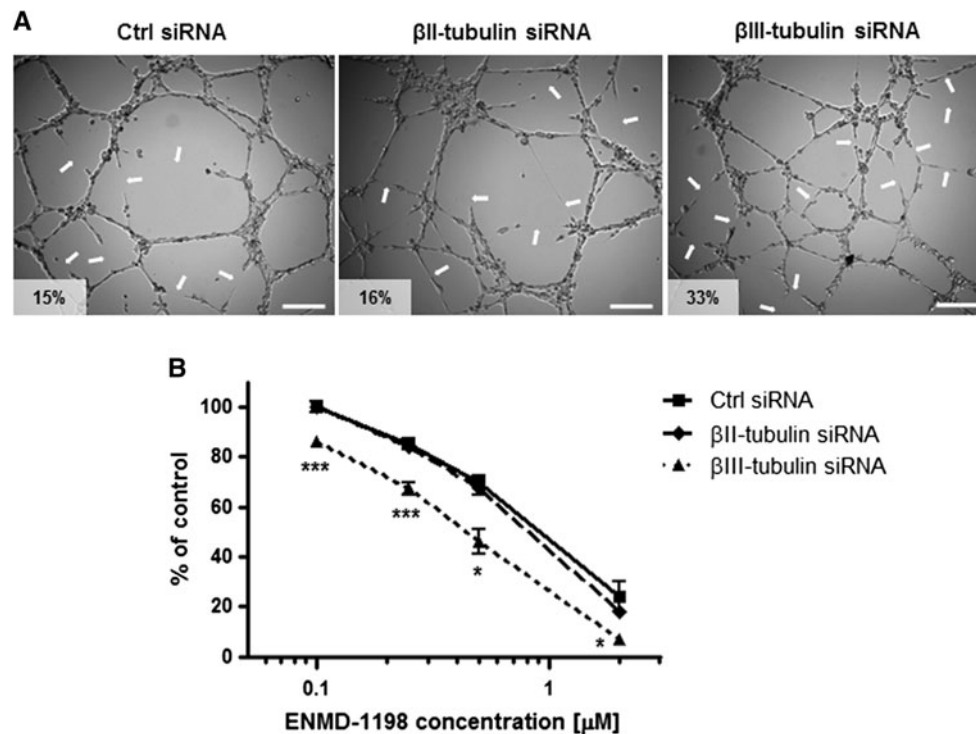 A
Ctrl siRNA
βII-tubulin siRNA
βIII-tubulin siRNA
15%
16%
33%
B
100
80
60
40
20
0
% of control
***
***
*
*
0.1
1
ENMD-1198 concentration [μM]
Ctrl siRNA
βII-tubulin siRNA
βIII-tubulin siRNA